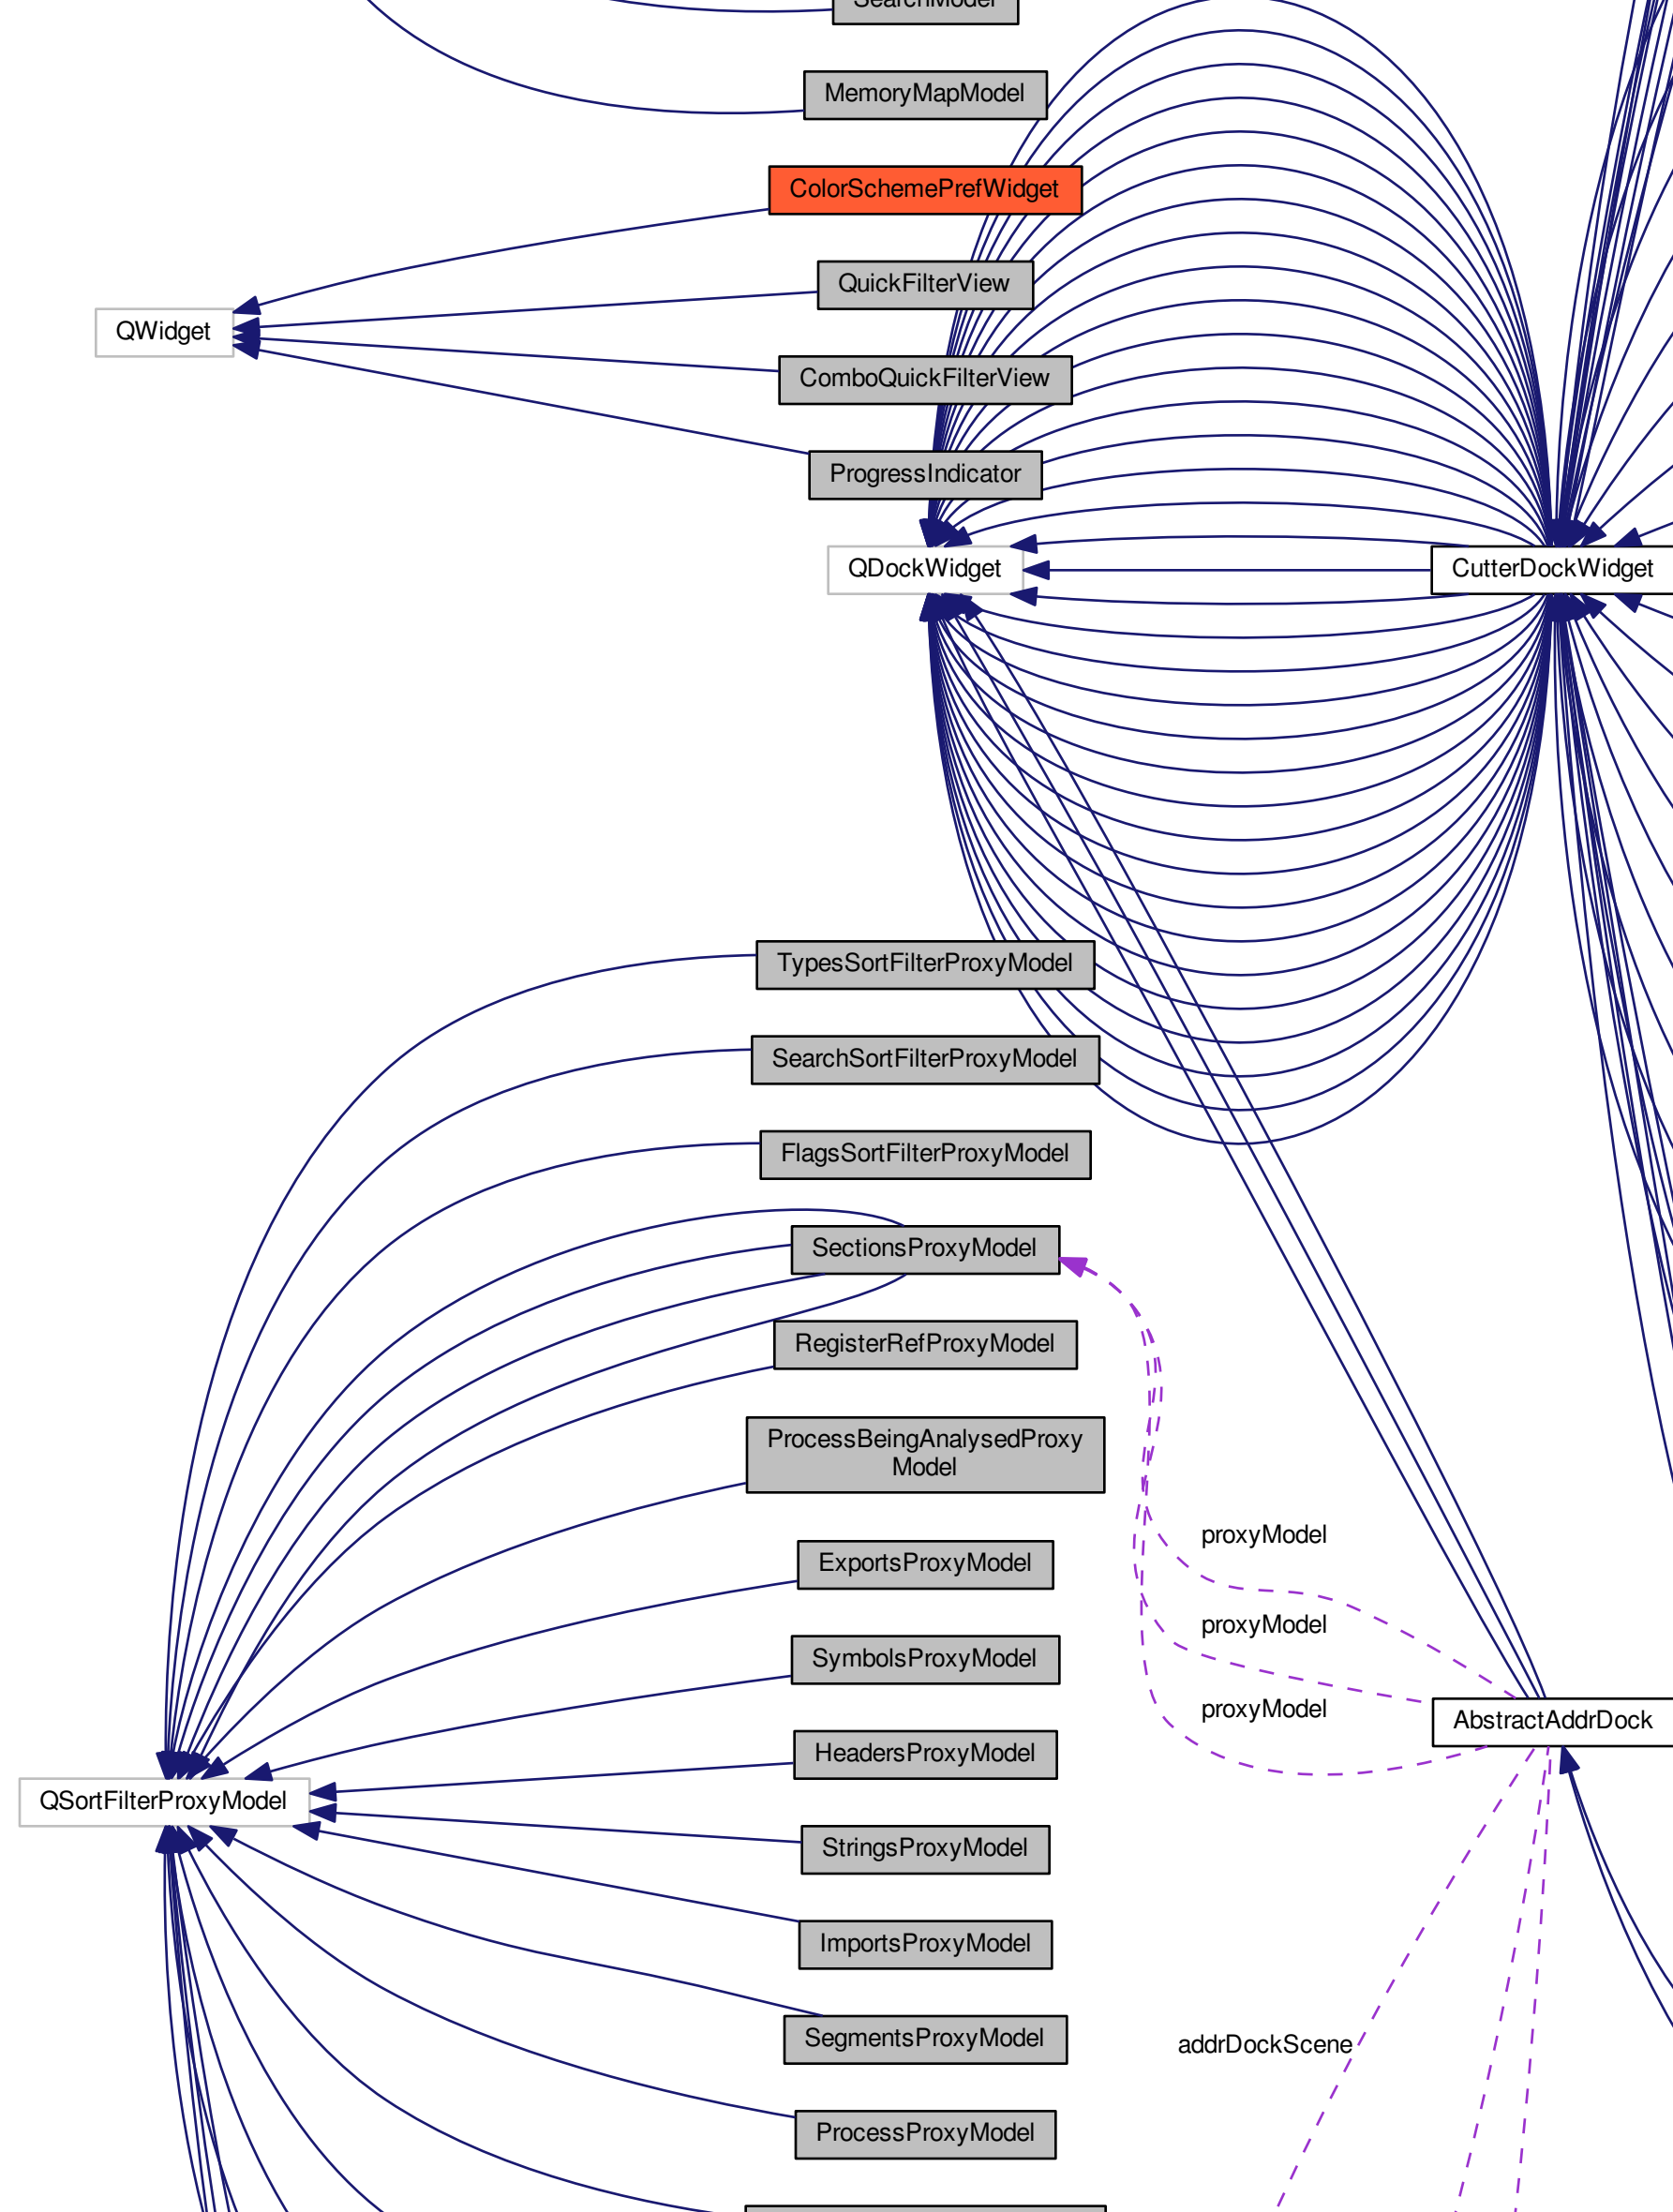 SearchModel
MemoryMapModel
ColorSchemePrefWidget
QuickFilterView
QWidget
ComboQuickFilterView
ProgressIndicator
QDockWidget
CutterDockWidget
TypesSortFilterProxyModel
SearchSortFilterProxyModel
FlagsSortFilterProxyModel
SectionsProxyModel
RegisterRefProxyModel
ProcessBeingAnalysedProxy
Model
proxyModel
ExportsProxyModel
proxyModel
SymbolsProxyModel
proxyModel
AbstractAddrDock
HeadersProxyModel
QSortFilterProxyModel
StringsProxyModel
ImportsProxyModel
SegmentsProxyModel
addrDockScene
ProcessProxyModel